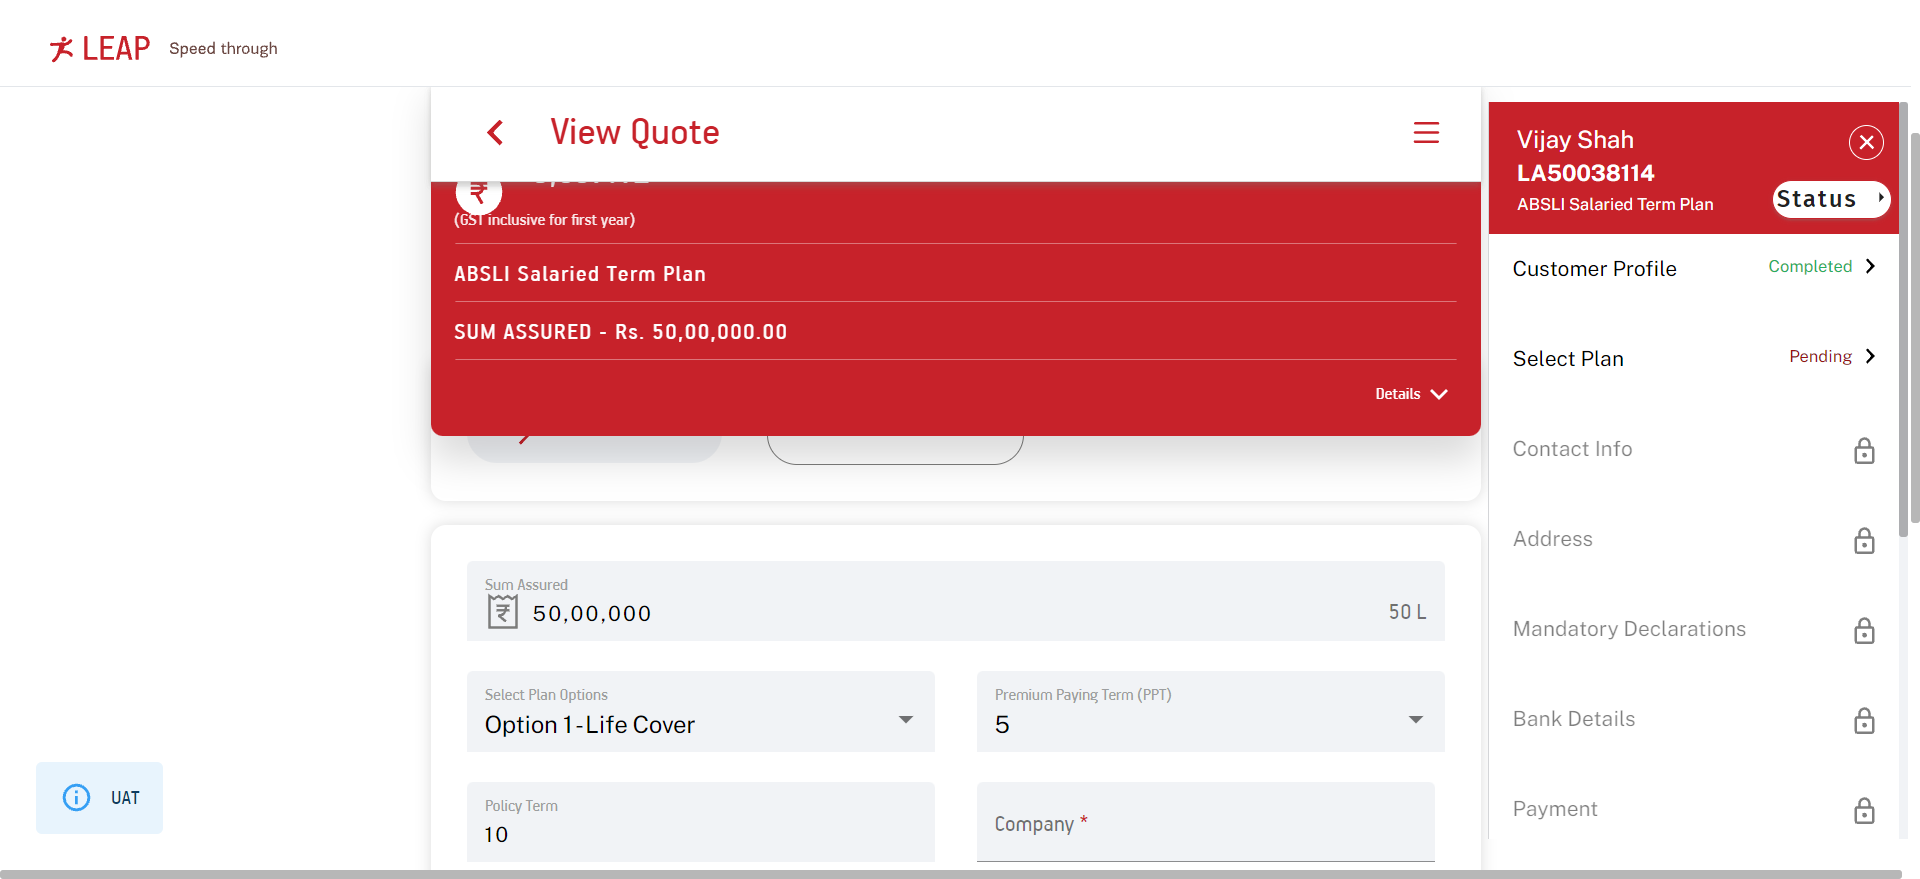 LEAP Speed through
View Quote
(GST inclusive for first year)
ABSLI Salaried Term Plan
SUM ASSURED - Rs. 50,00,000.00
Details
Sum Assured
50,00,000
50 L
Select Plan Options
Option 1 - Life Cover
Premium Paying Term (PPT)
5
Policy Term
10
Company *
UAT
Vijay Shah
LA50038114
ABSLI Salaried Term Plan
Status
Customer Profile Completed
Select Plan Pending
Contact Info
Address
Mandatory Declarations
Bank Details
Payment